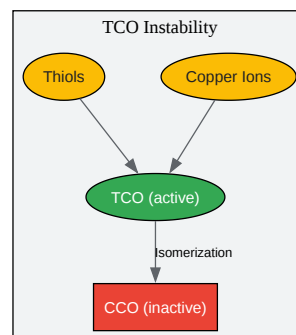 TCO Instability
Thiols
Copper Ions
TCO (active)
Isomerization
CCO (inactive)